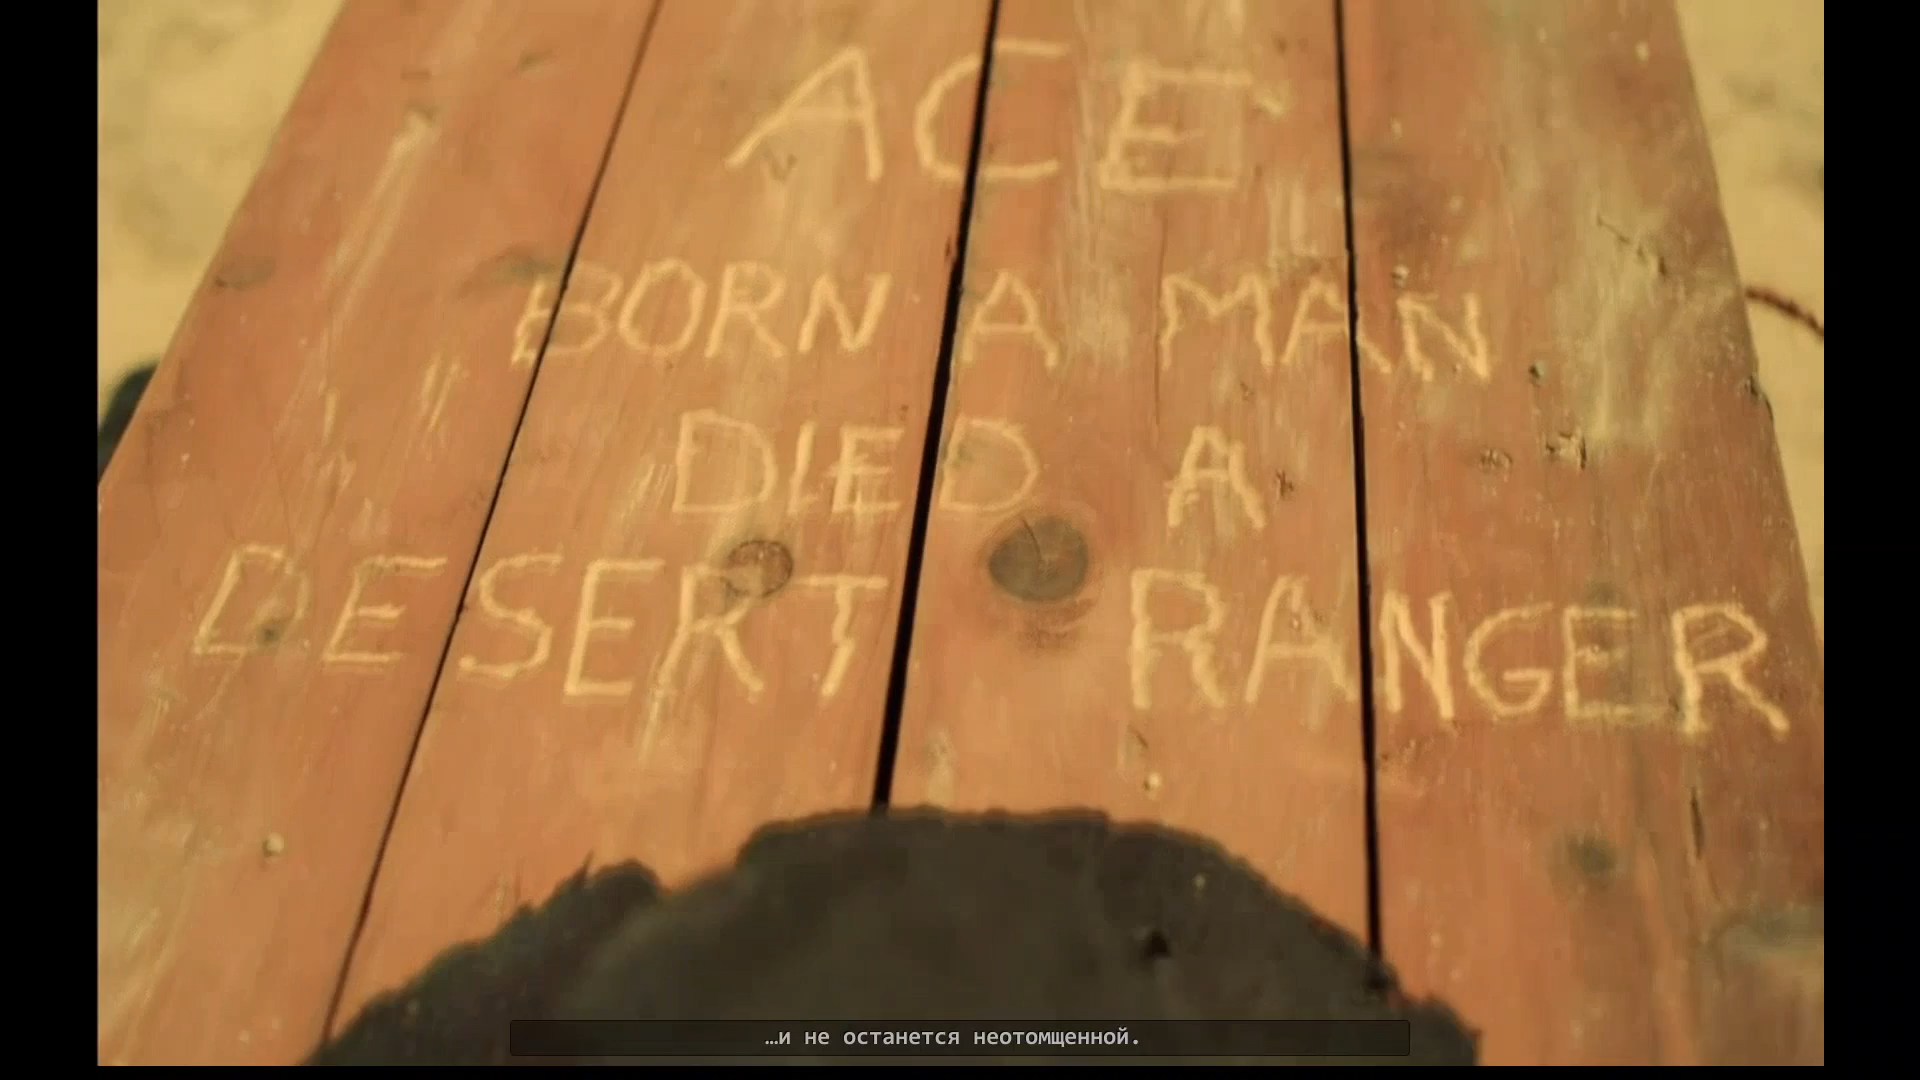 ACE
BORN A MAN
DIED A
DESERT RANGER
…и не останется неотомщенной.